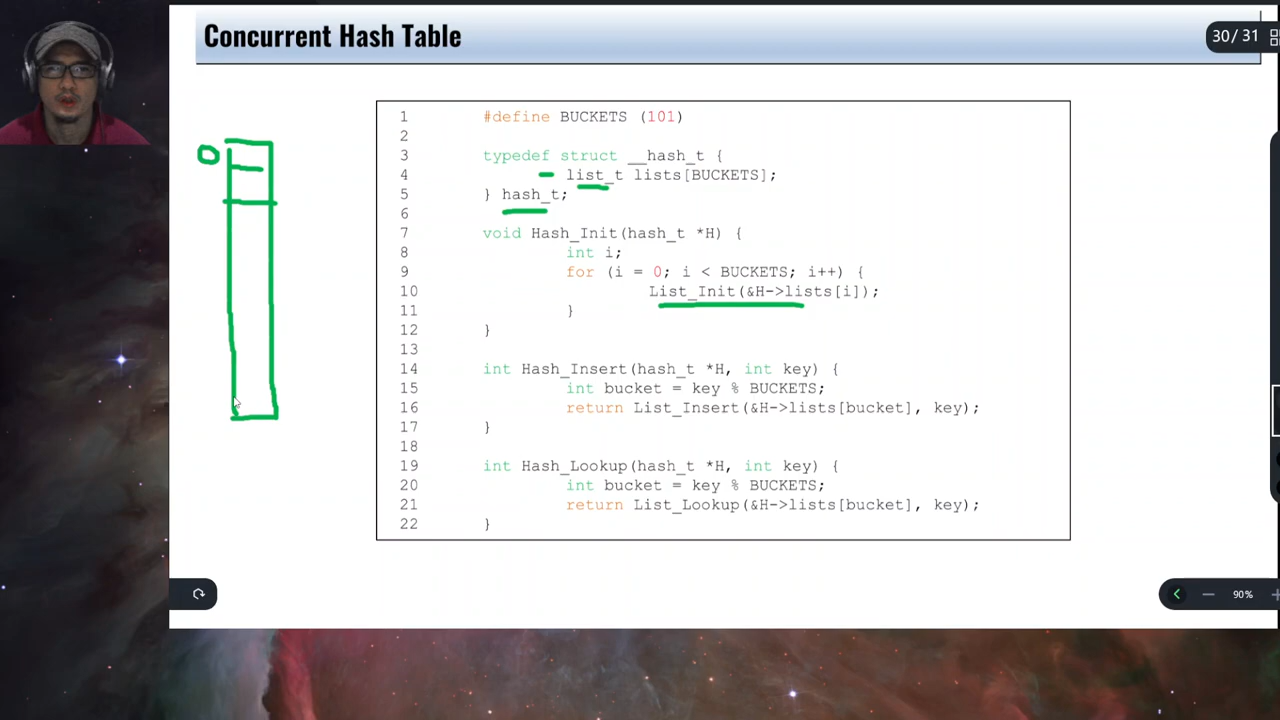 Concurrent Hash Table
30 / 31
0
1 #define BUCKETS (101)
2
3 typedef struct __hash_t {
4 list_t lists[BUCKETS];
5 } hash_t;
6
7 void Hash_Init(hash_t *H) {
8 int i;
9 for (i = 0; i < BUCKETS; i++) {
10 List_Init(&H->lists[i]);
11 }
12 }
13
14 int Hash_Insert(hash_t *H, int key) {
15 int bucket = key % BUCKETS;
16 return List_Insert(&H->lists[bucket], key);
17 }
18
19 int Hash_Lookup(hash_t *H, int key) {
20 int bucket = key % BUCKETS;
21 return List_Lookup(&H->lists[bucket], key);
22 }
90%